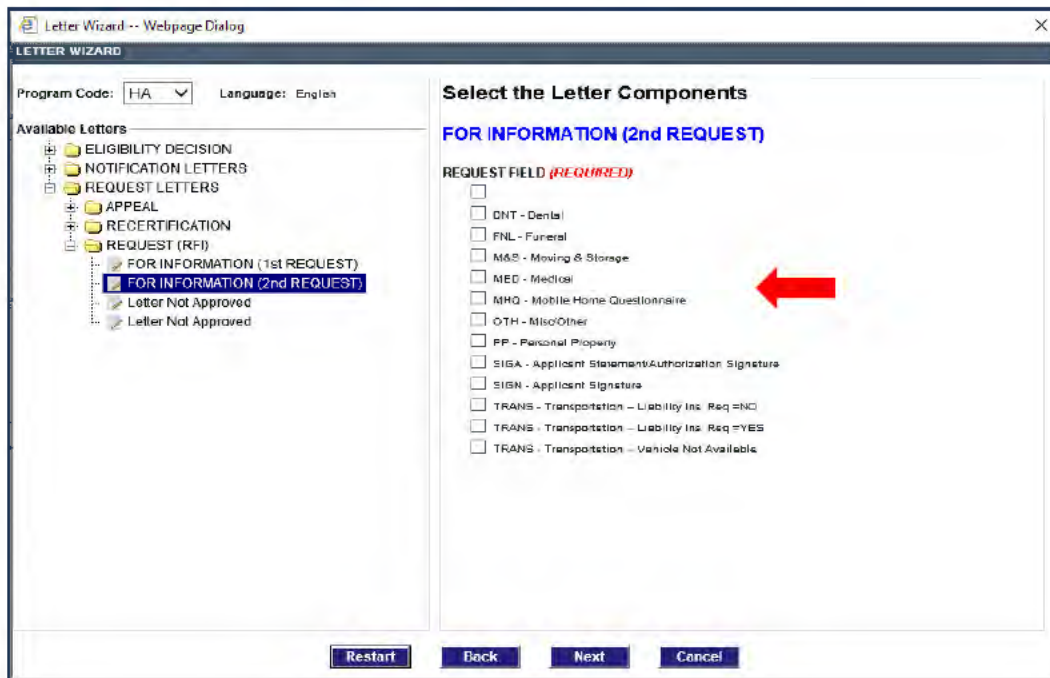 Letter Wizard -- Webpage Dialog
LETTER WIZARD
Program Code: HA Language: English
Available Letters
ELIGIBILITY DECISION
NOTIFICATION LETTERS
REQUEST LETTERS
APPEAL
RECERTIFICATION
REQUEST (RFI)
FOR INFORMATION (1st REQUEST)
FOR INFORMATION (2nd REQUEST)
Letter Not Approved
Letter Not Approved
Select the Letter Components
FOR INFORMATION (2nd REQUEST)
REQUEST FIELD (REQUIRED)
DNT - Dental
FNL - Funeral
M&S - Moving & Storage
MED - Medical
MHQ - Mobile Home Questionnaire
OTH - Misc/Other
PP - Personal Property
SIGA - Applicant Statement/Authorization Signature
SIGN - Applicant Signature
TRANS - Transportation – Liability Ins. Req =NO
TRANS - Transportation – Liability Ins. Req =YES
TRANS - Transportation – Vehicle Not Available
Restart Back Next Cancel